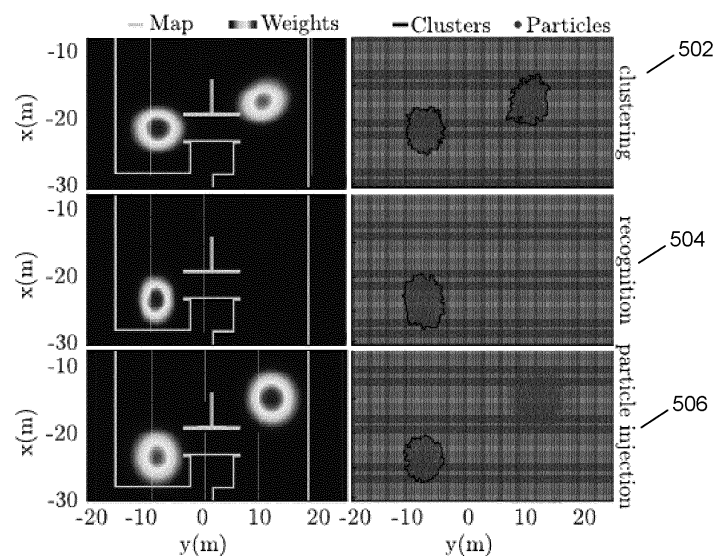 Map Weights Clusters Particles
-10
-20
-30
x(m)
clustering
502
-10
-20
-30
x(m)
recognition
504
-10
-20
-30
x(m)
particle injection
506
-20 -10 0 10 20 -20 -10 0 10 20
y(m) y(m)